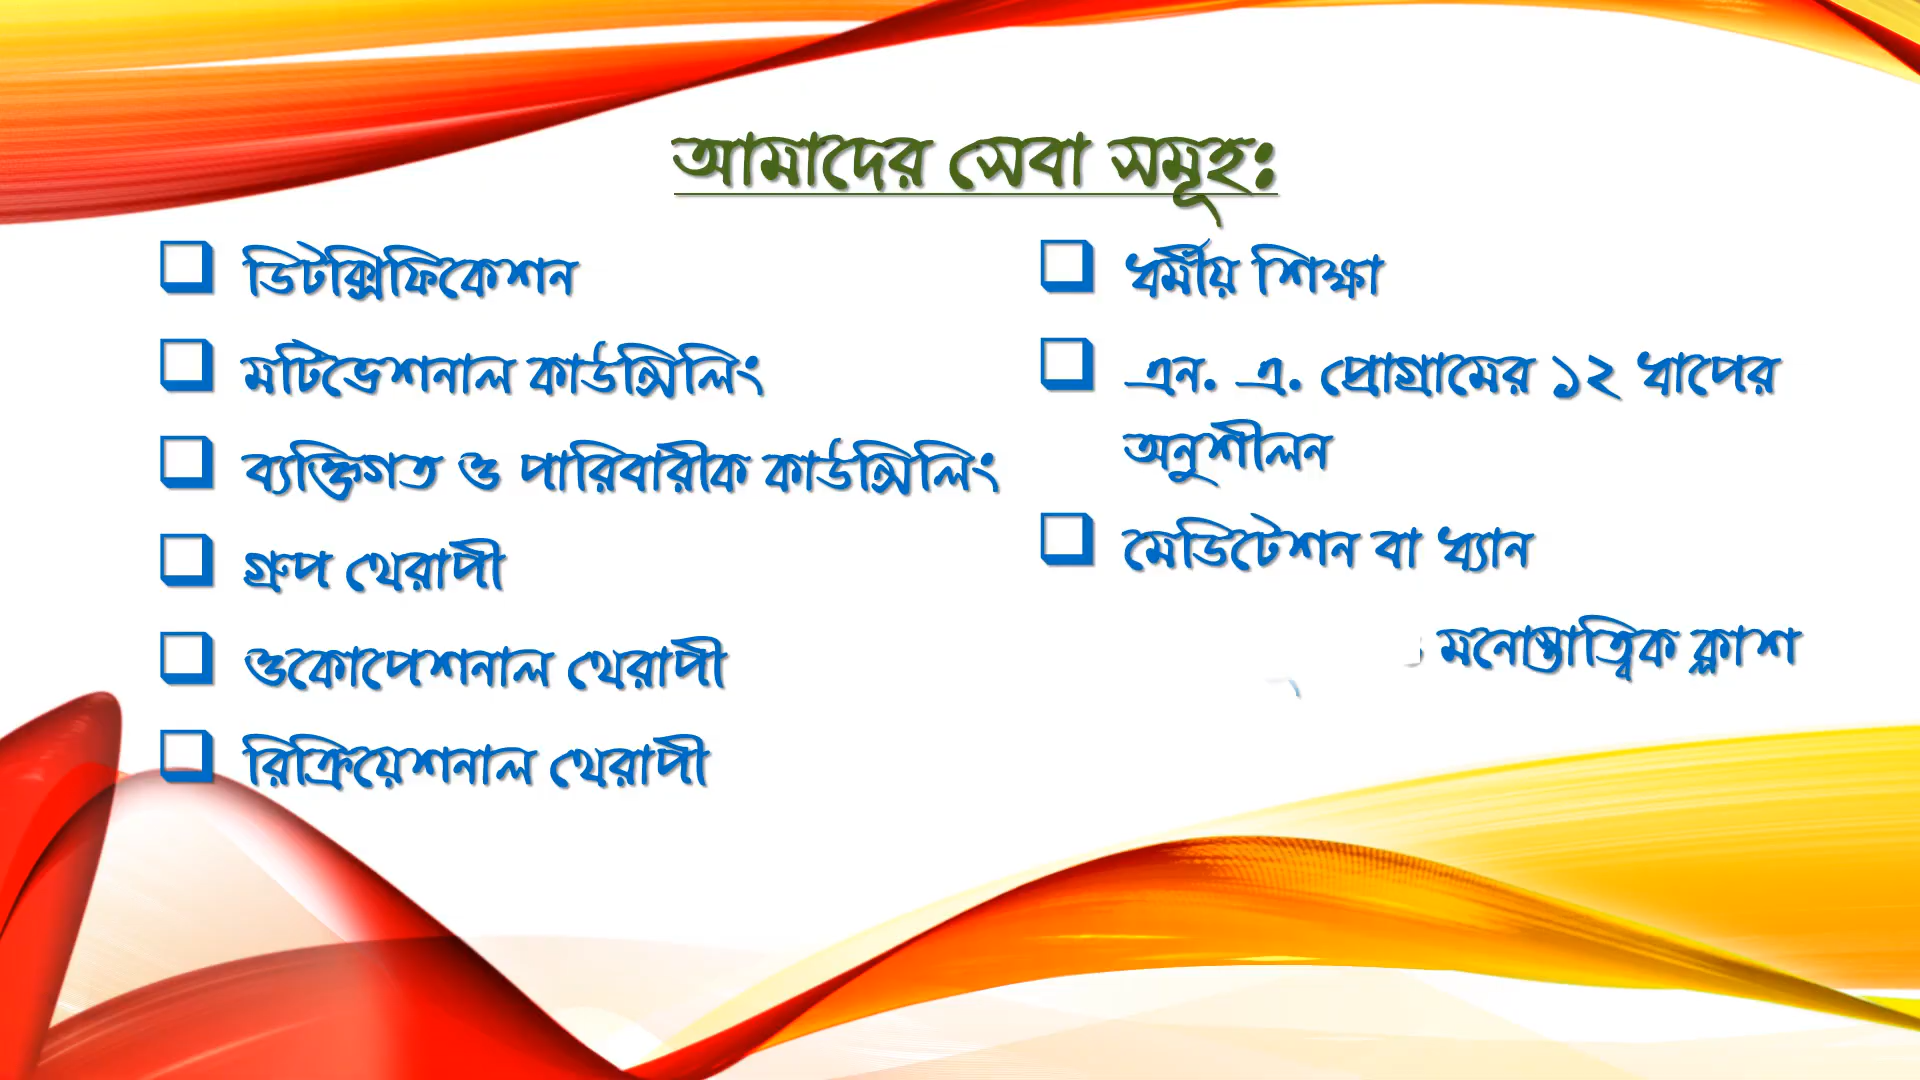 আমাদের সেবা সমূহঃ
ডিটক্সিফিকেশন
মটিভেশনাল কাউন্সিলিং
ব্যক্তিগত ও পারিবারীক কাউন্সিলিং
গ্রুপ থেরাপী
ওকোপেশনাল থেরাপী
রিক্রিয়েশনাল থেরাপী
ধর্মীয় শিক্ষা
এন. এ. প্রোগ্রামের ১২ ধাপের
অনুশীলন
মেডিটেশন বা ধ্যান
মনোস্তাত্বিক ক্লাশ